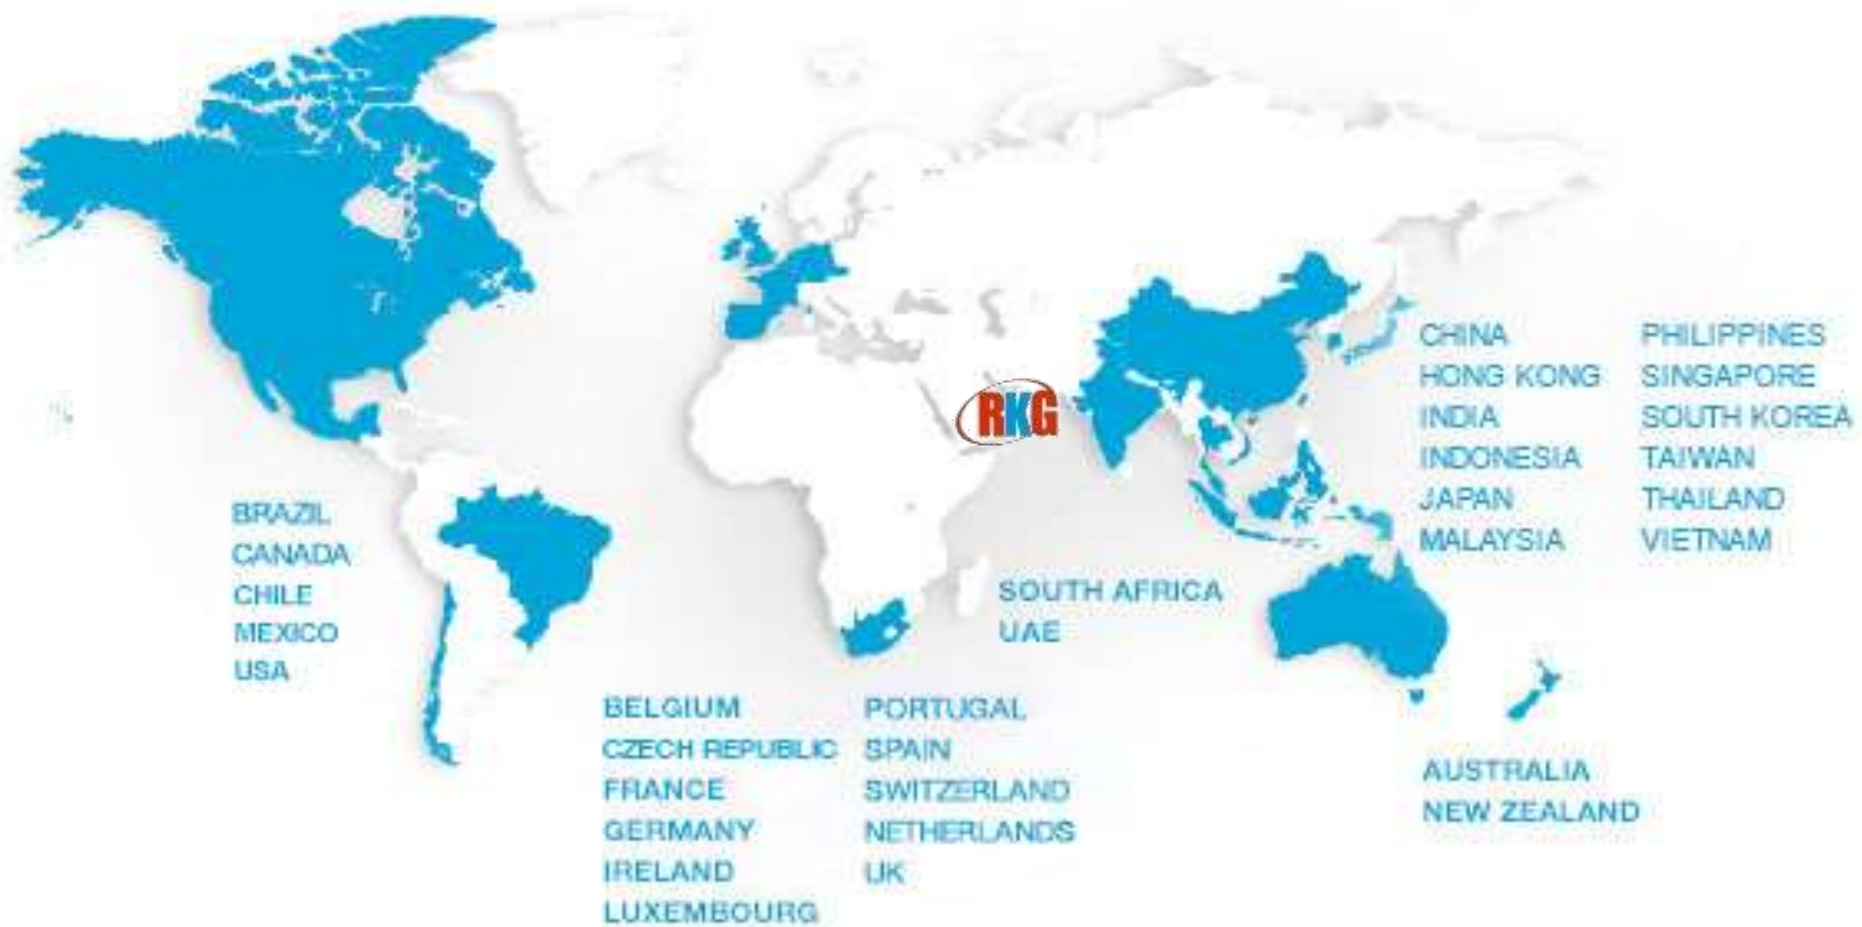 RKG
CHINA
HONG KONG
INDIA
INDONESIA
JAPAN
MALAYSIA
PHILIPPINES
SINGAPORE
SOUTH KOREA
TAIWAN
THAILAND
VIETNAM
BRAZIL
CANADA
CHILE
MEXICO
USA
SOUTH AFRICA
UAE
BELGIUM
CZECH REPUBLIC
FRANCE
GERMANY
IRELAND
LUXEMBOURG
PORTUGAL
SPAIN
SWITZERLAND
NETHERLANDS
UK
AUSTRALIA
NEW ZEALAND